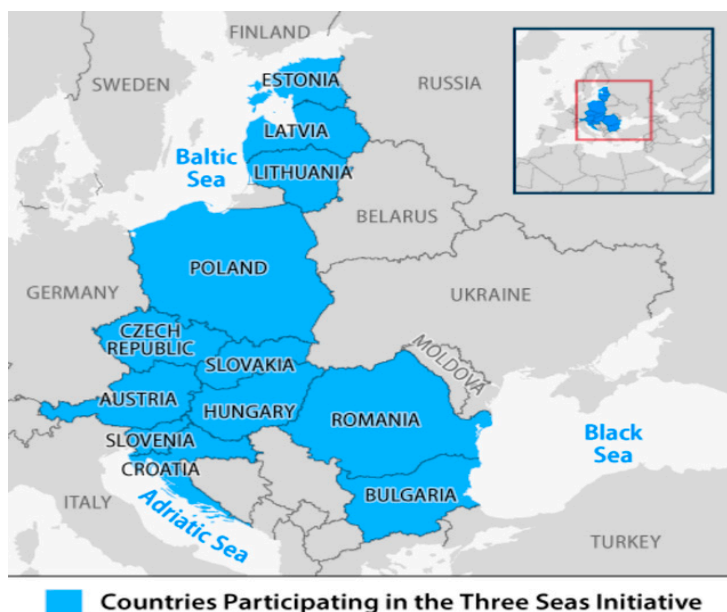 FINLAND
SWEDEN
ESTONIA
RUSSIA
LATVIA
Baltic
Sea
LITHUANIA
BELARUS
POLAND
GERMANY
UKRAINE
CZECH
REPUBLIC
SLOVAKIA
MOLDOVA
AUSTRIA
HUNGARY
ROMANIA
SLOVENIA
Black
Sea
CROATIA
BULGARIA
ITALY
Adriatic Sea
TURKEY
Countries Participating in the Three Seas Initiative